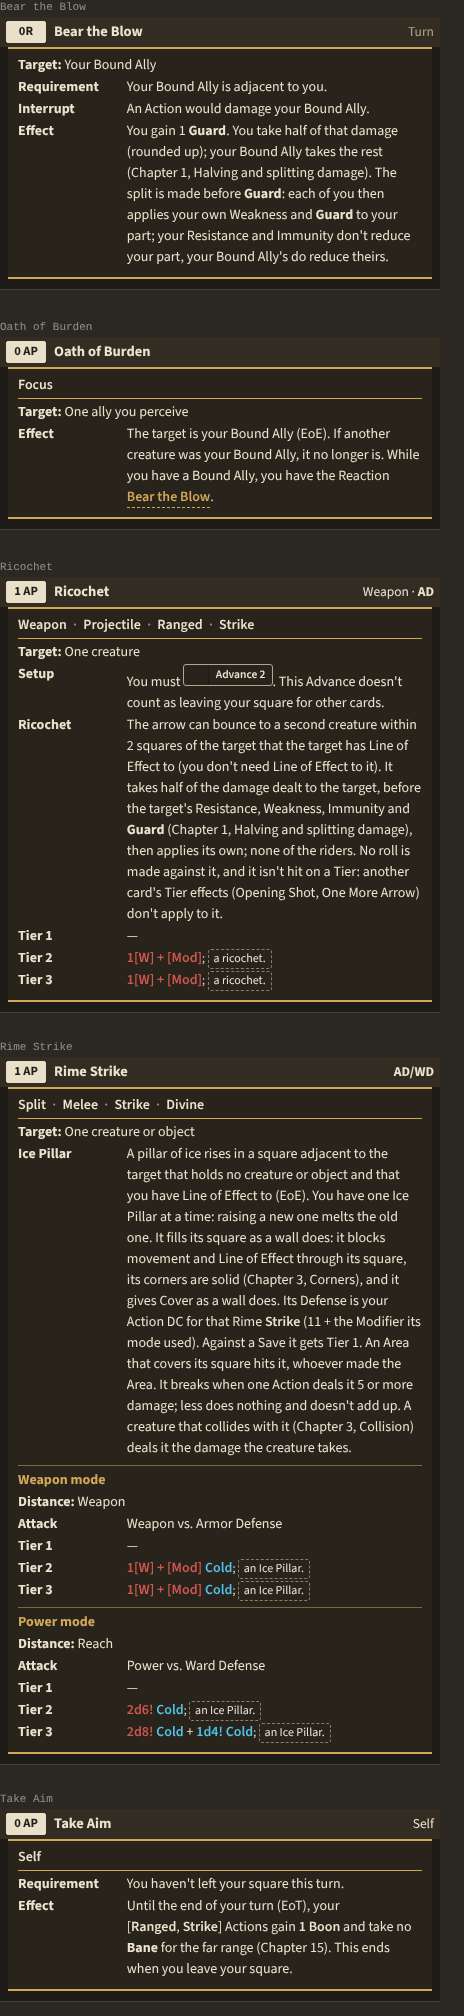 Bear the Blow
0R Bear the Blow Turn
Target: Your Bound Ally
Requirement Your Bound Ally is adjacent to you.
Interrupt An Action would damage your Bound Ally.
Effect You gain 1 Guard. You take half of that damage
(rounded up); your Bound Ally takes the rest
(Chapter 1, Halving and splitting damage). The
split is made before Guard: each of you then
applies your own Weakness and Guard to your
part; your Resistance and Immunity don't reduce
your part, your Bound Ally's do reduce theirs.
Oath of Burden
0 AP Oath of Burden
Focus
Target: One ally you perceive
Effect The target is your Bound Ally (EoE). If another
creature was your Bound Ally, it no longer is. While
you have a Bound Ally, you have the Reaction
Bear the Blow.
Ricochet
1 AP Ricochet Weapon · AD
Weapon · Projectile · Ranged · Strike
Target: One creature
Setup You must Advance 2. This Advance doesn't
count as leaving your square for other cards.
Ricochet The arrow can bounce to a second creature within
2 squares of the target that the target has Line of
Effect to (you don't need Line of Effect to it). It
takes half of the damage dealt to the target, before
the target's Resistance, Weakness, Immunity and
Guard (Chapter 1, Halving and splitting damage),
then applies its own; none of the riders. No roll is
made against it, and it isn't hit on a Tier: another
card's Tier effects (Opening Shot, One More Arrow)
don't apply to it.
Tier 1 —
Tier 2 1[W] + [Mod]; a ricochet.
Tier 3 1[W] + [Mod]; a ricochet.
Rime Strike
1 AP Rime Strike AD/WD
Split · Melee · Strike · Divine
Target: One creature or object
Ice Pillar A pillar of ice rises in a square adjacent to the
target that holds no creature or object and that
you have Line of Effect to (EoE). You have one Ice
Pillar at a time: raising a new one melts the old
one. It fills its square as a wall does: it blocks
movement and Line of Effect through its square,
its corners are solid (Chapter 3, Corners), and it
gives Cover as a wall does. Its Defense is your
Action DC for that Rime Strike (11 + the Modifier its
mode used). Against a Save it gets Tier 1. An Area
that covers its square hits it, whoever made the
Area. It breaks when one Action deals it 5 or more
damage; less does nothing and doesn't add up. A
creature that collides with it (Chapter 3, Collision)
deals it the damage the creature takes.
Weapon mode
Distance: Weapon
Attack Weapon vs. Armor Defense
Tier 1 —
Tier 2 1[W] + [Mod] Cold; an Ice Pillar.
Tier 3 1[W] + [Mod] Cold; an Ice Pillar.
Power mode
Distance: Reach
Attack Power vs. Ward Defense
Tier 1 —
Tier 2 2d6! Cold; an Ice Pillar.
Tier 3 2d8! Cold + 1d4! Cold; an Ice Pillar.
Take Aim
0 AP Take Aim Self
Self
Requirement You haven't left your square this turn.
Effect Until the end of your turn (EoT), your
[Ranged, Strike] Actions gain 1 Boon and take no
Bane for the far range (Chapter 15). This ends
when you leave your square.